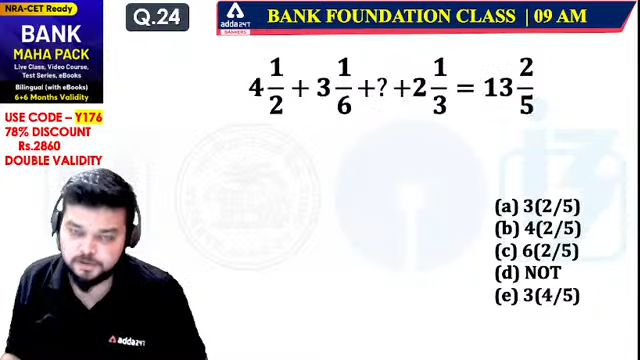 NRA-CET Ready
BANK
MAHA PACK
Live Class, Video Course,
Test Series, eBooks
Bilingual (with eBooks)
6+6 Months Validity
USE CODE – Y176
78% DISCOUNT
Rs.2860
DOUBLE VALIDITY
Q.24
adda247
BANKERS
BANK FOUNDATION CLASS | 09 AM
4 1/2 + 3 1/6 +? +2 1/3 = 13 2/5
(a) 3(2/5)
(b) 4(2/5)
(c) 6(2/5)
(d) NOT
(e) 3(4/5)
adda247